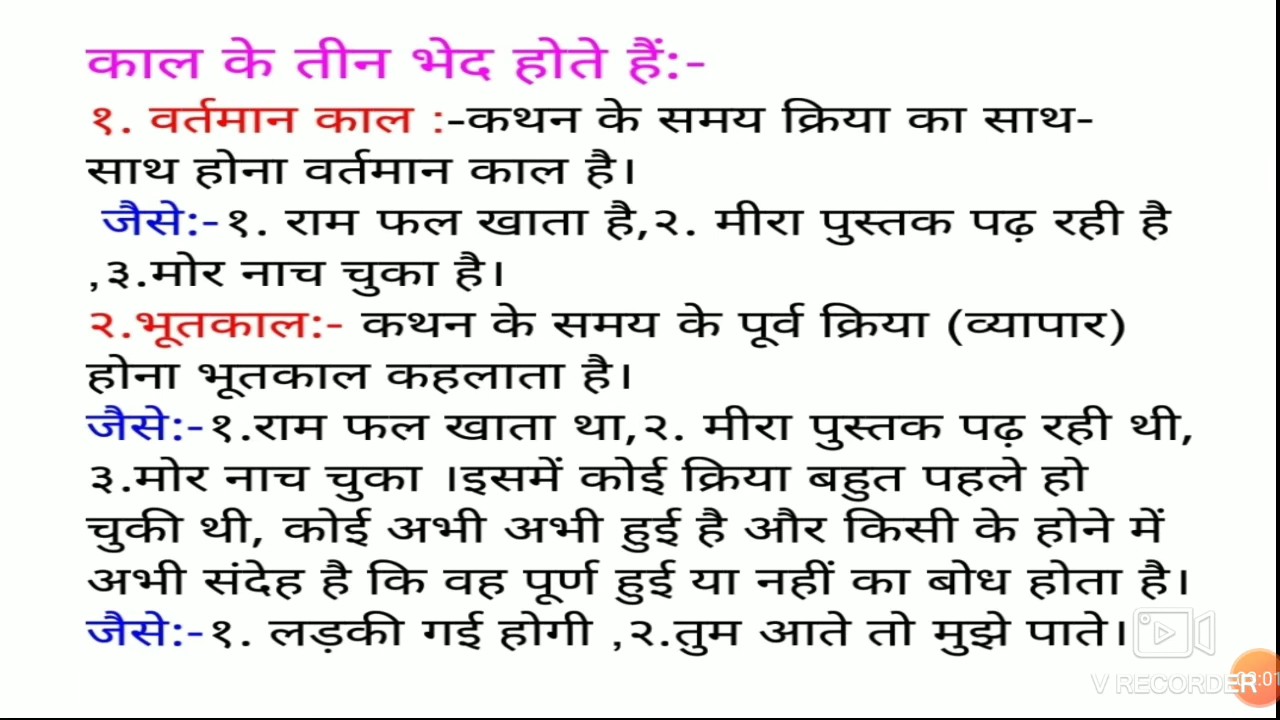 काल के तीन भेद होते हैं:-
१. वर्तमान काल :-कथन के समय क्रिया का साथ-
साथ होना वर्तमान काल है।
जैसे:-१. राम फल खाता है,२. मीरा पुस्तक पढ़ रही है
,३.मोर नाच चुका है।
२.भूतकाल:- कथन के समय के पूर्व क्रिया (व्यापार)
होना भूतकाल कहलाता है।
जैसे:-१.राम फल खाता था,२. मीरा पुस्तक पढ़ रही थी,
३.मोर नाच चुका ।इसमें कोई क्रिया बहुत पहले हो
चुकी थी, कोई अभी अभी हुई है और किसी के होने में
अभी संदेह है कि वह पूर्ण हुई या नहीं का बोध होता है।
जैसे:-१. लड़की गई होगी ,२.तुम आते तो मुझे पाते।
V RECORDER